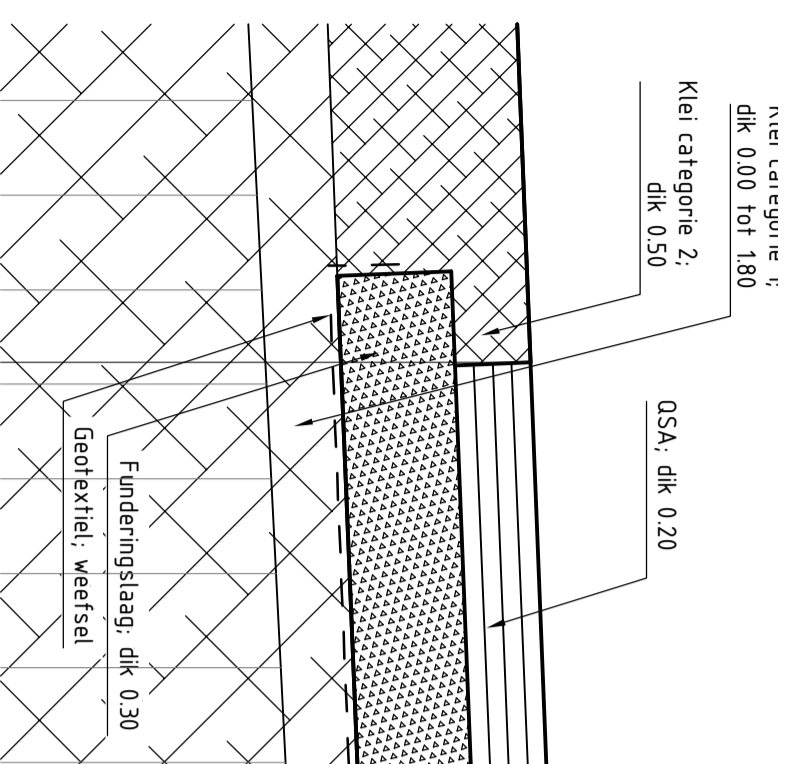 dik 0.00 tot 1.80
Klei categorie 2;
dik 0.50
QSA; dik 0.20
Funderingslaag; dik 0.30
Geotextiel; weefsel